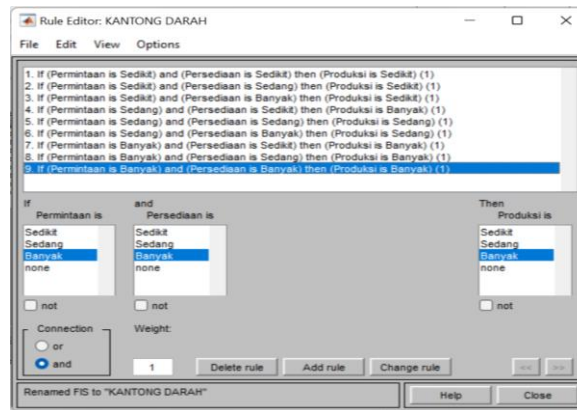 Rule Editor: KANTONG DARAH
File Edit View Options
1. If (Permintaan is Sedikit) and (Persediaan is Sedikit) then (Produksi is Sedikit) (1)
2. If (Permintaan is Sedikit) and (Persediaan is Sedang) then (Produksi is Sedikit) (1)
3. If (Permintaan is Sedikit) and (Persediaan is Banyak) then (Produksi is Sedikit) (1)
4. If (Permintaan is Sedang) and (Persediaan is Sedikit) then (Produksi is Banyak) (1)
5. If (Permintaan is Sedang) and (Persediaan is Sedang) then (Produksi is Sedang) (1)
6. If (Permintaan is Sedang) and (Persediaan is Banyak) then (Produksi is Sedang) (1)
7. If (Permintaan is Banyak) and (Persediaan is Sedikit) then (Produksi is Banyak) (1)
8. If (Permintaan is Banyak) and (Persediaan is Sedang) then (Produksi is Banyak) (1)
9. If (Permintaan is Banyak) and (Persediaan is Banyak) then (Produksi is Banyak) (1)
If and Then
Permintaan is Persediaan is Produksi is
Sedikit Sedikit Sedikit
Sedang Sedang Sedang
Banyak Banyak Banyak
none none none
not not not
Connection Weight:
or
and 1 Delete rule Add rule Change rule << >>
Renamed FIS to "KANTONG DARAH" Help Close